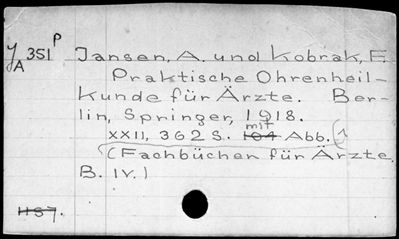 y A 351 P
Jansen, A. und Kobrak, F.
Praktische Ohrenheil-
kunde für Ärzte. Ber-
lin, Springer, 1918.
XXII, 362 S. mit 104 Abb.
(Fachbücher für Ärzte
B. IV.)
1157.